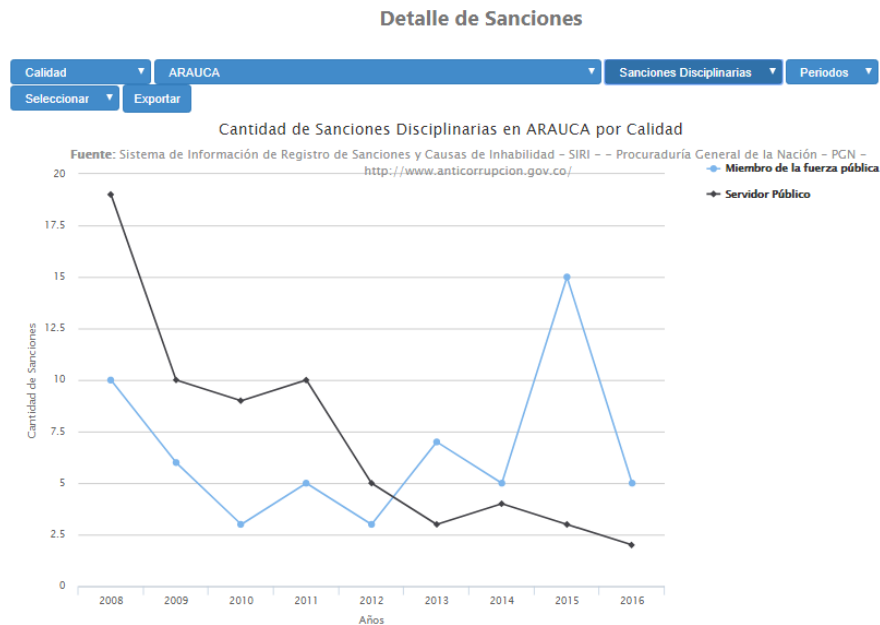 Detalle de Sanciones
Calidad ARAUCA Sanciones Disciplinarias Periodos
Seleccionar Exportar
Cantidad de Sanciones Disciplinarias en ARAUCA por Calidad
Fuente: Sistema de Información de Registro de Sanciones y Causas de Inhabilidad - SIRI - - Procuraduría General de la Nación - PGN -
http://www.anticorrupcion.gov.co/
Miembro de la fuerza pública
Servidor Público
Cantidad de Sanciones
20
17.5
15
12.5
10
7.5
5
2.5
0
2008 2009 2010 2011 2012 2013 2014 2015 2016
Años